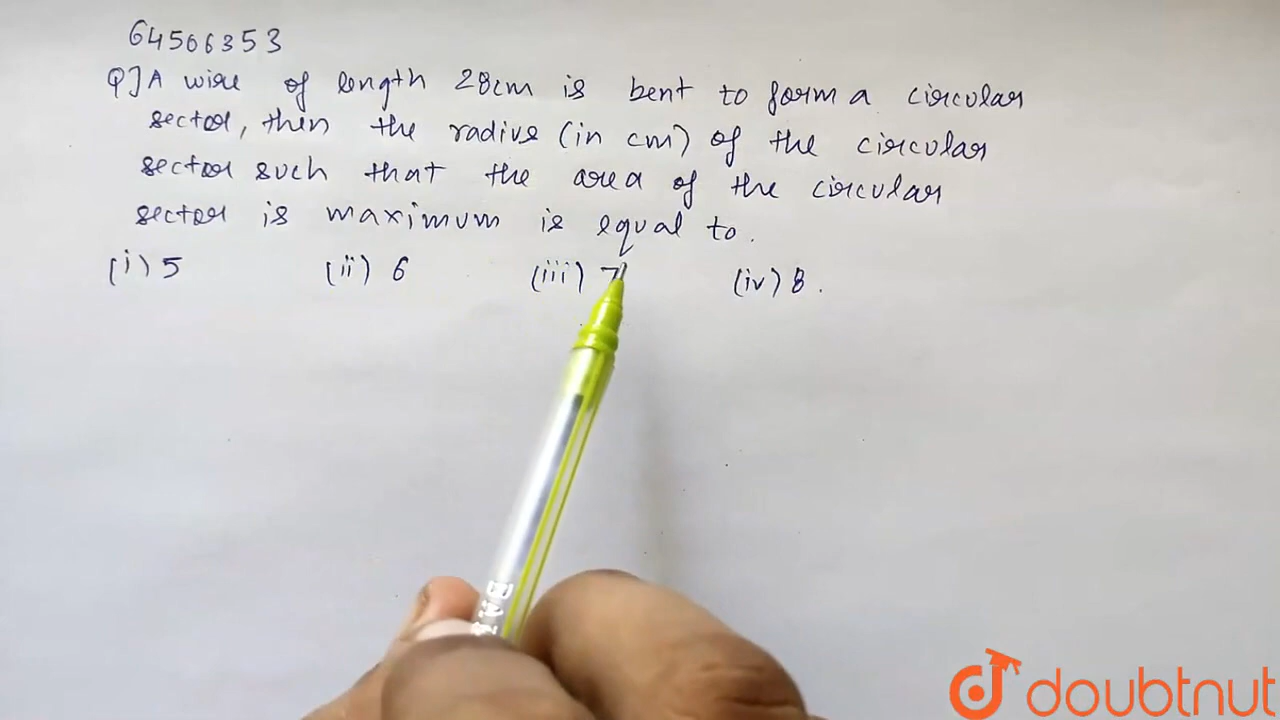 64506353
Q] A wire of length 28cm is bent to form a circular
sector, then the radius (in cm) of the circular
sector such that the area of the circular
sector is maximum is equal to.
(i) 5 (ii) 6 (iii) 7 (iv) 8.
doubtnut